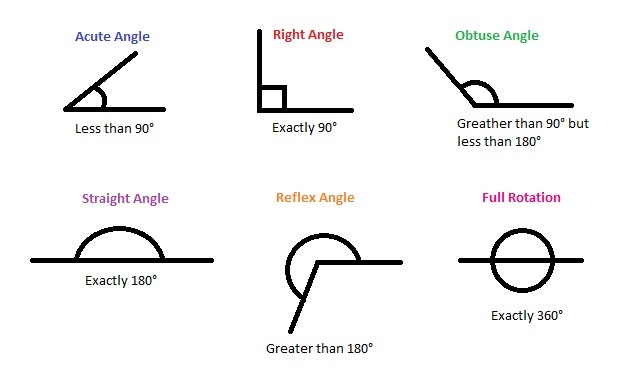 Acute Angle
Right Angle
Obtuse Angle
Less than 90°
Exactly 90°
Greather than 90° but
less than 180°
Straight Angle
Reflex Angle
Full Rotation
Exactly 180°
Greater than 180°
Exactly 360°